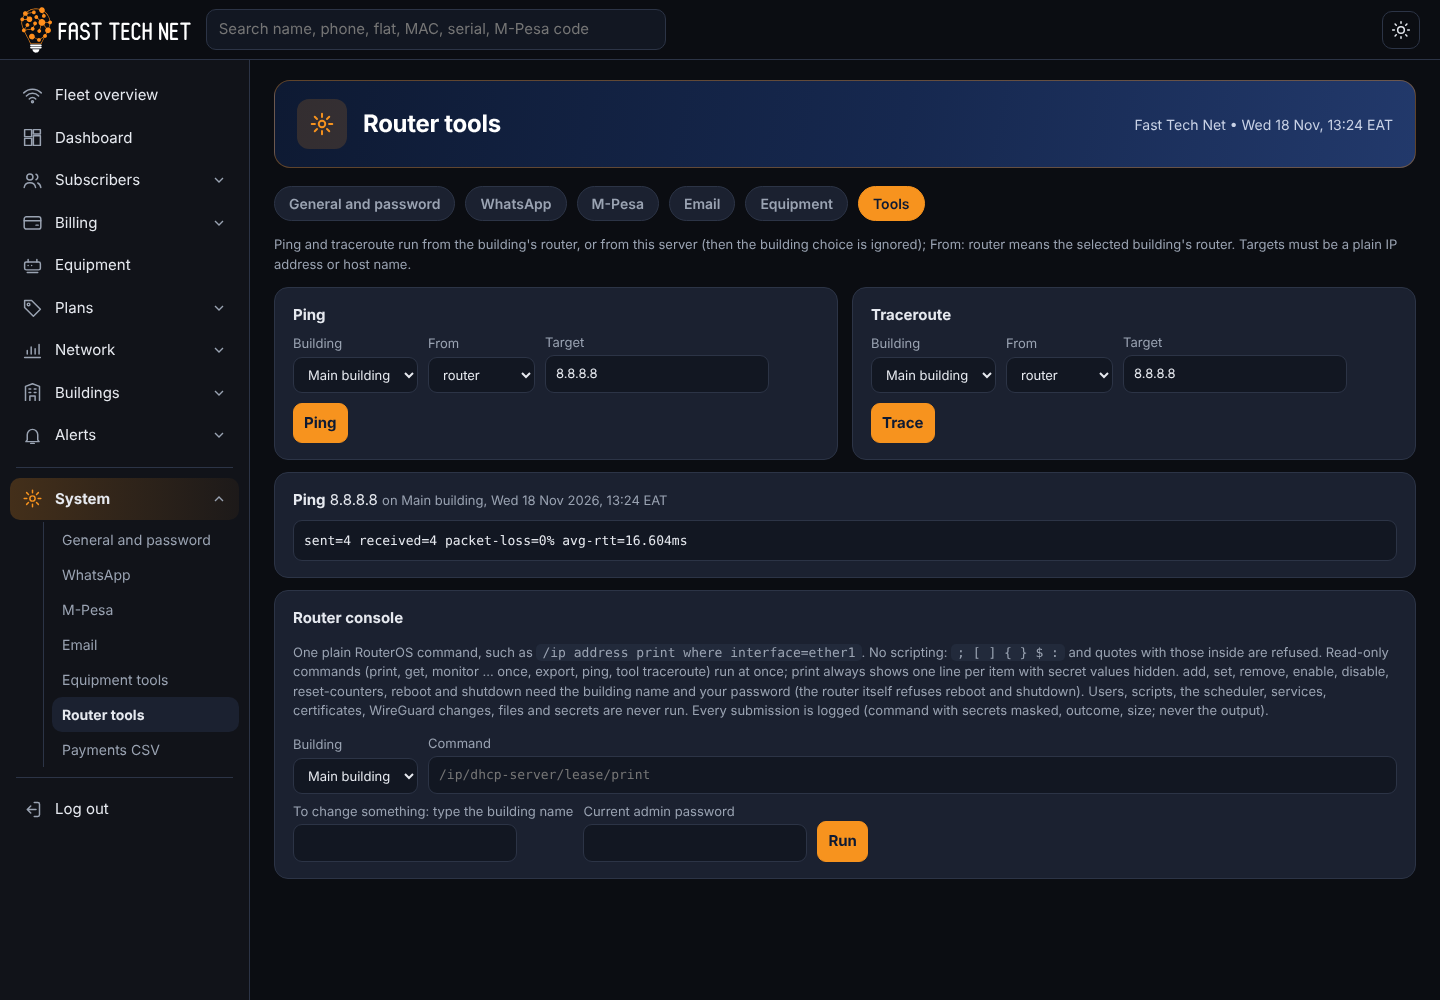 FAST TECH NET
Search name, phone, flat, MAC, serial, M-Pesa code
Fleet overview
Dashboard
Subscribers
Billing
Equipment
Plans
Network
Buildings
Alerts
System
General and password
WhatsApp
M-Pesa
Email
Equipment tools
Router tools
Payments CSV
Log out
Router tools
Fast Tech Net • Wed 18 Nov, 13:24 EAT
General and password
WhatsApp
M-Pesa
Email
Equipment
Tools
Ping and traceroute run from the building's router, or from this server (then the building choice is ignored); From: router means the selected building's router. Targets must be a plain IP
address or host name.
Ping
Building
From
Target
Main building
router
8.8.8.8
Ping
Traceroute
Building
From
Target
Main building
router
8.8.8.8
Trace
Ping 8.8.8.8 on Main building, Wed 18 Nov 2026, 13:24 EAT
sent=4 received=4 packet-loss=0% avg-rtt=16.604ms
Router console
One plain RouterOS command, such as /ip address print where interface=ether1. No scripting: ; [ ] { } $ : and quotes with those inside are refused. Read-only
commands (print, get, monitor ... once, export, ping, tool traceroute) run at once; print always shows one line per item with secret values hidden. add, set, remove, enable, disable,
reset-counters, reboot and shutdown need the building name and your password (the router itself refuses reboot and shutdown). Users, scripts, the scheduler, services,
certificates, WireGuard changes, files and secrets are never run. Every submission is logged (command with secrets masked, outcome, size; never the output).
Building
Command
Main building
/ip/dhcp-server/lease/print
To change something: type the building name
Current admin password
Run